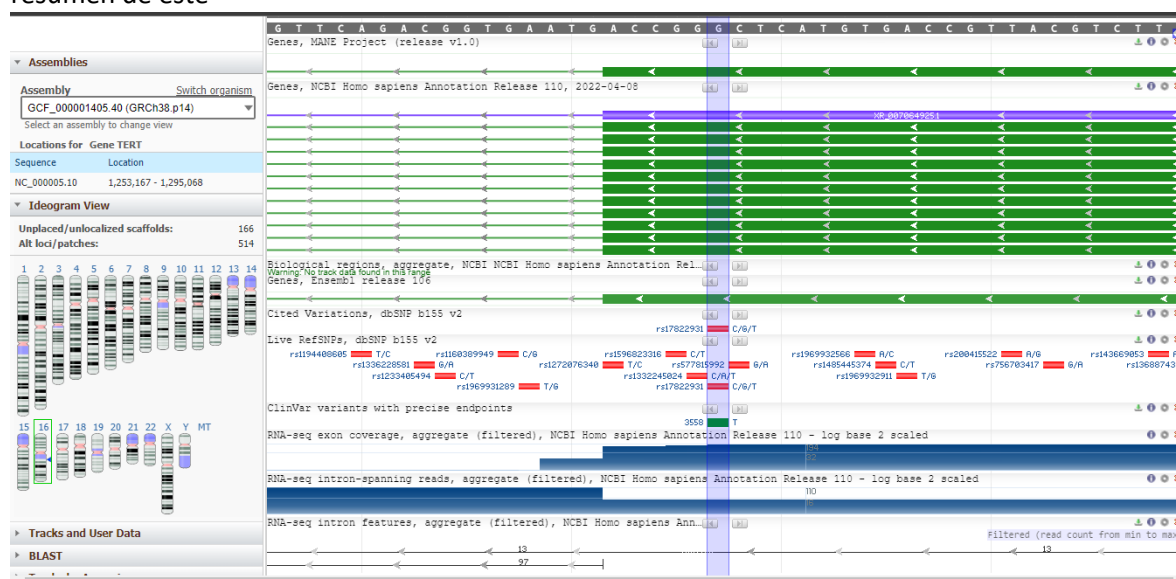 resumen de este
G T T C A G A C G G T G A A T G A C C G G G C T C A T G T G A C C G T T A C G T C T T
Genes, MANE Project (release v1.0)
Assemblies
Assembly Switch organism
GCF_000001405.40 (GRCh38.p14)
Select an assembly to change view
Locations for Gene TERT
Sequence Location
NC_000005.10 1,253,167 - 1,295,068
Ideogram View
Unplaced/unlocalized scaffolds: 166
Alt loci/patches: 514
1 2 3 4 5 6 7 8 9 10 11 12 13 14
15 16 17 18 19 20 21 22 X Y MT
Tracks and User Data
BLAST
Genes, NCBI Homo sapiens Annotation Release 110, 2022-04-08
XR_0070649251
Biological regions, aggregate, NCBI NCBI Homo sapiens Annotation Rel…
Warning: No track data found in this range
Genes, Ensembl release 106
Cited Variations, dbSNP b155 v2
rs17822931 C/G/T
Live RefSNPs, dbSNP b155 v2
rs1194408605 T/C rs1160389949 C/G rs1596823316 C/T rs1969932566 A/C rs200415522 A/G rs143669053
rs1336228581 G/A rs1272076340 T/C rs577815992 G/A rs1485445374 C/T rs756703417 G/A rs13688743
rs1233405494 C/T rs1332245024 C/A/T rs1969932911 T/G
rs1969931289 T/G rs17822931 C/G/T
ClinVar variants with precise endpoints
3558 T
RNA-seq exon coverage, aggregate (filtered), NCBI Homo sapiens Annotation Release 110 - log base 2 scaled
RNA-seq intron-spanning reads, aggregate (filtered), NCBI Homo sapiens Annotation Release 110 - log base 2 scaled
110
RNA-seq intron features, aggregate (filtered), NCBI Homo sapiens Ann…
Filtered (read count from min to max
13 13
97